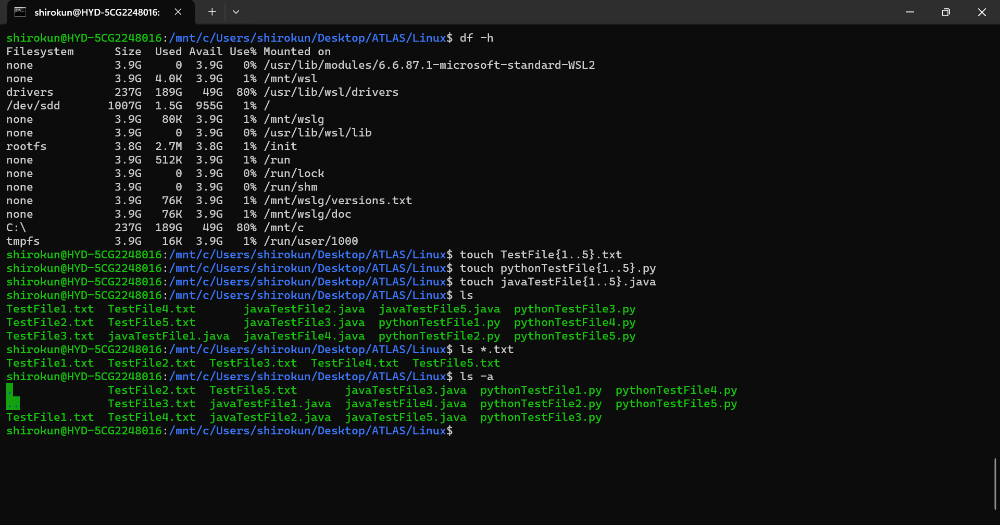 shirokun@HYD-5CG2248016:
shirokun@HYD-5CG2248016:/mnt/c/Users/shirokun/Desktop/ATLAS/Linux$ df -h
Filesystem      Size  Used Avail Use% Mounted on
none            3.9G     0  3.9G   0% /usr/lib/modules/6.6.87.1-microsoft-standard-WSL2
none            3.9G  4.0K  3.9G   1% /mnt/wsl
drivers         237G  189G   49G  80% /usr/lib/wsl/drivers
/dev/sdd       1007G  1.5G  955G   1% /
none            3.9G   80K  3.9G   1% /mnt/wslg
none            3.9G     0  3.9G   0% /usr/lib/wsl/lib
rootfs          3.8G  2.7M  3.8G   1% /init
none            3.9G  512K  3.9G   1% /run
none            3.9G     0  3.9G   0% /run/lock
none            3.9G     0  3.9G   0% /run/shm
none            3.9G   76K  3.9G   1% /mnt/wslg/versions.txt
none            3.9G   76K  3.9G   1% /mnt/wslg/doc
C:\             237G  189G   49G  80% /mnt/c
tmpfs           3.9G   16K  3.9G   1% /run/user/1000
shirokun@HYD-5CG2248016:/mnt/c/Users/shirokun/Desktop/ATLAS/Linux$ touch TestFile{1..5}.txt
shirokun@HYD-5CG2248016:/mnt/c/Users/shirokun/Desktop/ATLAS/Linux$ touch pythonTestFile{1..5}.py
shirokun@HYD-5CG2248016:/mnt/c/Users/shirokun/Desktop/ATLAS/Linux$ touch javaTestFile{1..5}.java
shirokun@HYD-5CG2248016:/mnt/c/Users/shirokun/Desktop/ATLAS/Linux$ ls
TestFile1.txt  TestFile4.txt       javaTestFile2.java  javaTestFile5.java  pythonTestFile3.py
TestFile2.txt  TestFile5.txt       javaTestFile3.java  pythonTestFile1.py  pythonTestFile4.py
TestFile3.txt  javaTestFile1.java  javaTestFile4.java  pythonTestFile2.py  pythonTestFile5.py
shirokun@HYD-5CG2248016:/mnt/c/Users/shirokun/Desktop/ATLAS/Linux$ ls *.txt
TestFile1.txt  TestFile2.txt  TestFile3.txt  TestFile4.txt  TestFile5.txt
shirokun@HYD-5CG2248016:/mnt/c/Users/shirokun/Desktop/ATLAS/Linux$ ls -a
.              TestFile2.txt  TestFile5.txt       javaTestFile3.java  pythonTestFile1.py  pythonTestFile4.py
..             TestFile3.txt  javaTestFile1.java  javaTestFile4.java  pythonTestFile2.py  pythonTestFile5.py
TestFile1.txt  TestFile4.txt  javaTestFile2.java  javaTestFile5.java  pythonTestFile3.py
shirokun@HYD-5CG2248016:/mnt/c/Users/shirokun/Desktop/ATLAS/Linux$